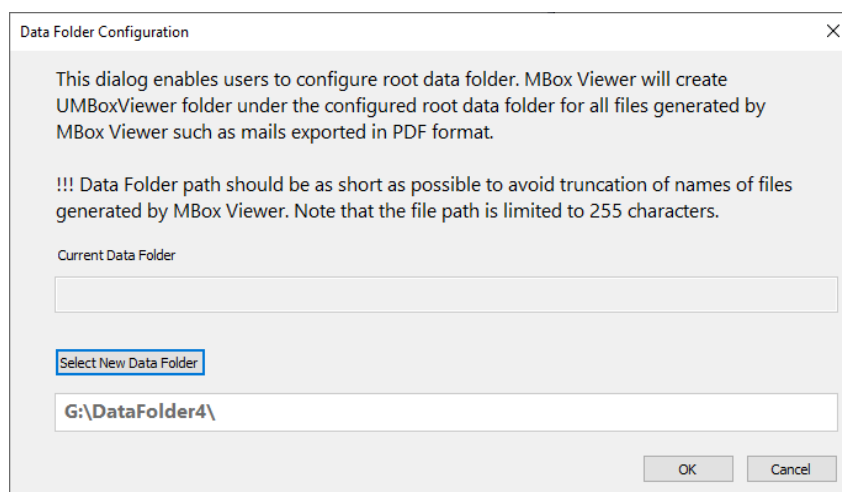 Data Folder Configuration
This dialog enables users to configure root data folder. MBox Viewer will create
UMBoxViewer folder under the configured root data folder for all files generated by
MBox Viewer such as mails exported in PDF format.
!!! Data Folder path should be as short as possible to avoid truncation of names of files
generated by MBox Viewer. Note that the file path is limited to 255 characters.
Current Data Folder
Select New Data Folder
G:\DataFolder4\
OK Cancel